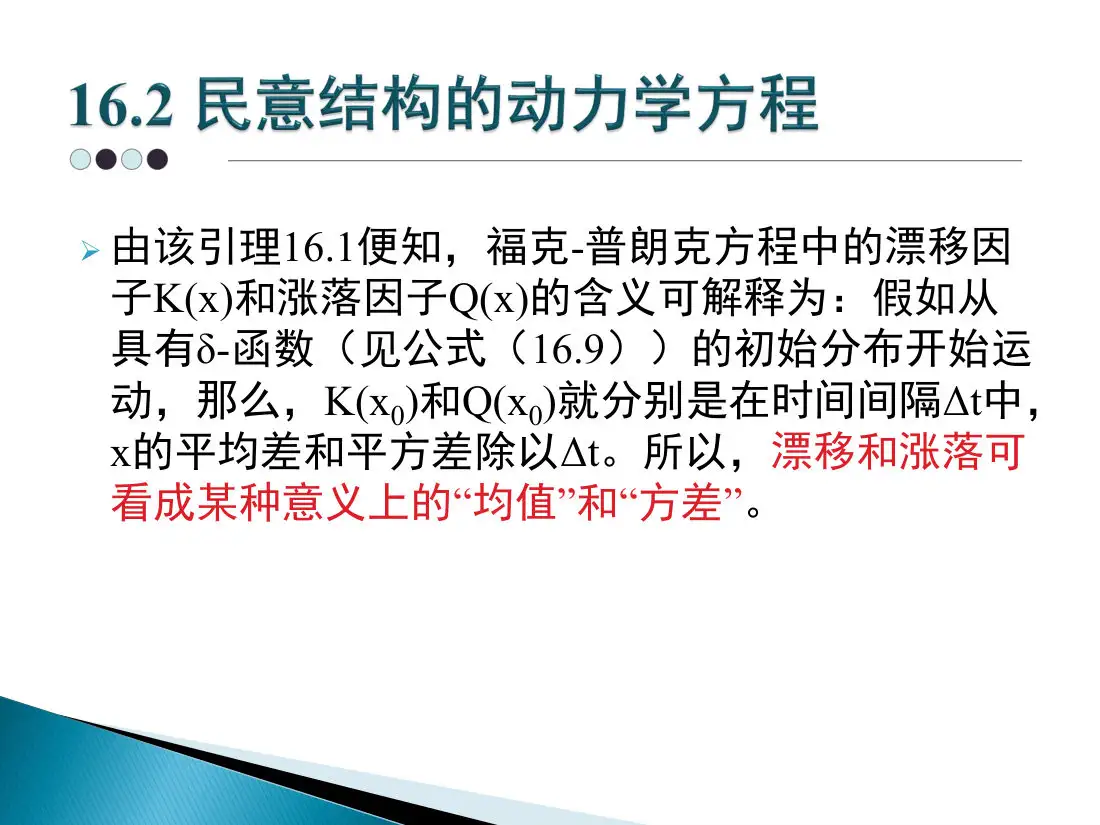 16.2 民意结构的动力学方程
由该引理16.1便知，福克-普朗克方程中的漂移因
子K(x)和涨落因子Q(x)的含义可解释为：假如从
具有δ-函数（见公式（16.9））的初始分布开始运
动，那么，K(x₀)和Q(x₀)就分别是在时间间隔Δt中，
x的平均差和平方差除以Δt。所以，漂移和涨落可
看成某种意义上的“均值”和“方差”。